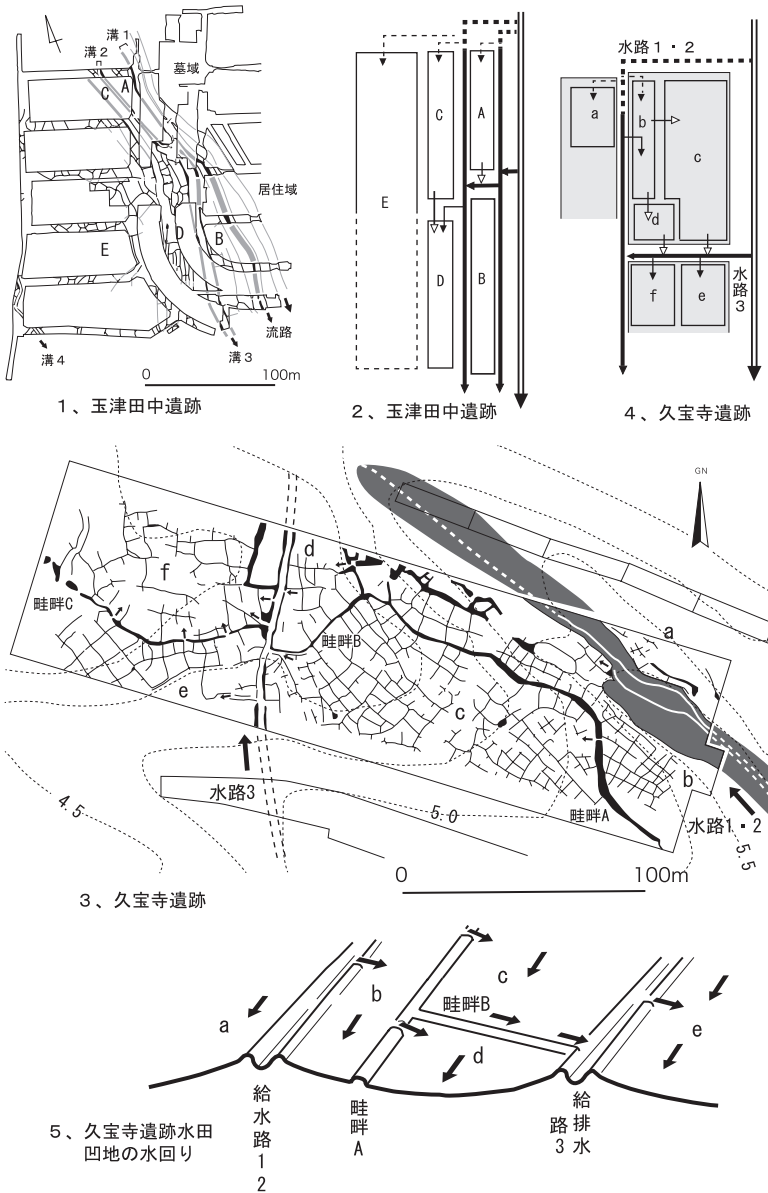 溝1
溝2
墓域
A
C
居住域
D
B
E
流路
溝3
溝4
0 100m
1、玉津田中遺跡
A
C
E
D
B
2、玉津田中遺跡
水路1・2
a
b
c
d
水路3
f
e
4、久宝寺遺跡
GN
d
f
畦畔C
畦畔B
a
e
c
b
水路3
畦畔A
4.5
5.0
水路1・2
5.5
0 100m
3、久宝寺遺跡
c
b
畦畔B
a
e
d
給水路12
畦畔A
給排水路3
5、久宝寺遺跡水田
凹地の水回り